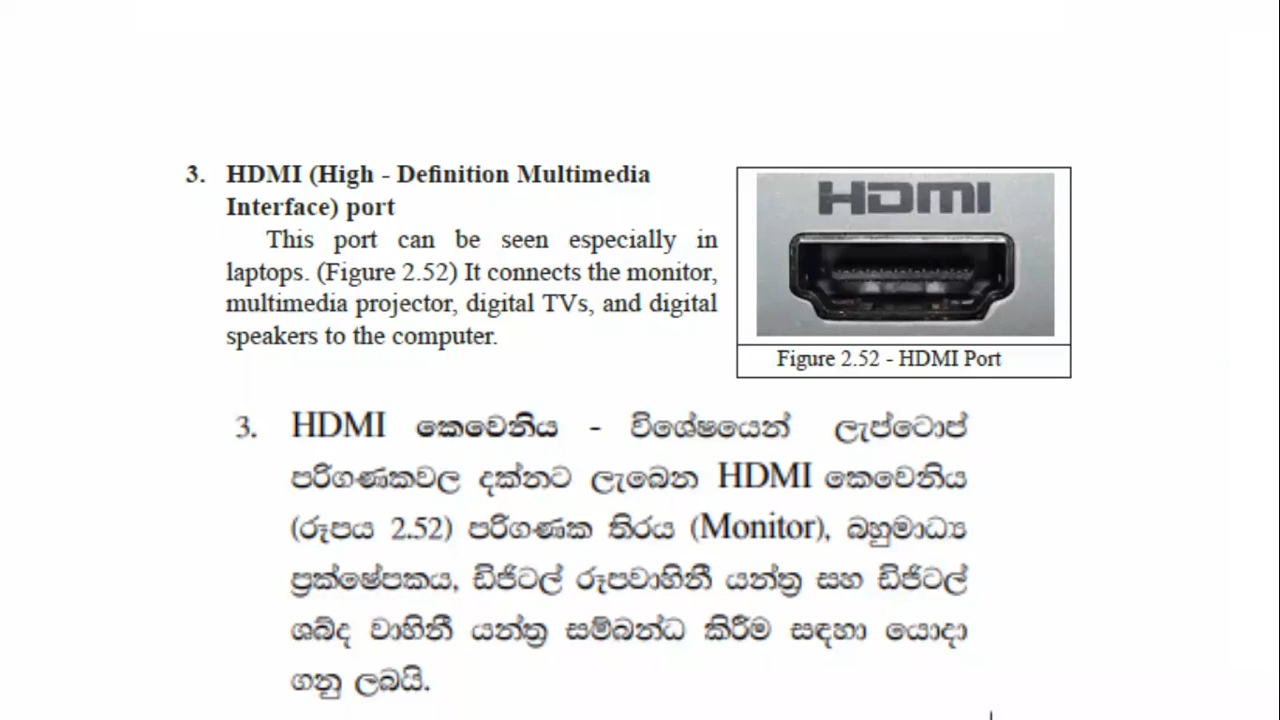 3. HDMI (High - Definition Multimedia
Interface) port
This port can be seen especially in
laptops. (Figure 2.52) It connects the monitor,
multimedia projector, digital TVs, and digital
speakers to the computer.
HDMI
Figure 2.52 - HDMI Port
3. HDMI කෙවෙනිය - විශේෂයෙන් ලැප්ටොප්
පරිගණකවල දක්නට ලැබෙන HDMI කෙවෙනිය
(රූපය 2.52) පරිගණක තිරය (Monitor), බහුමාධ්‍ය
ප්‍රක්ෂේපකය, ඩිජිටල් රූපවාහිනී යන්ත්‍ර සහ ඩිජිටල්
ශබ්ද වාහිනී යන්ත්‍ර සම්බන්ධ කිරීම සඳහා යොදා
ගනු ලබයි.